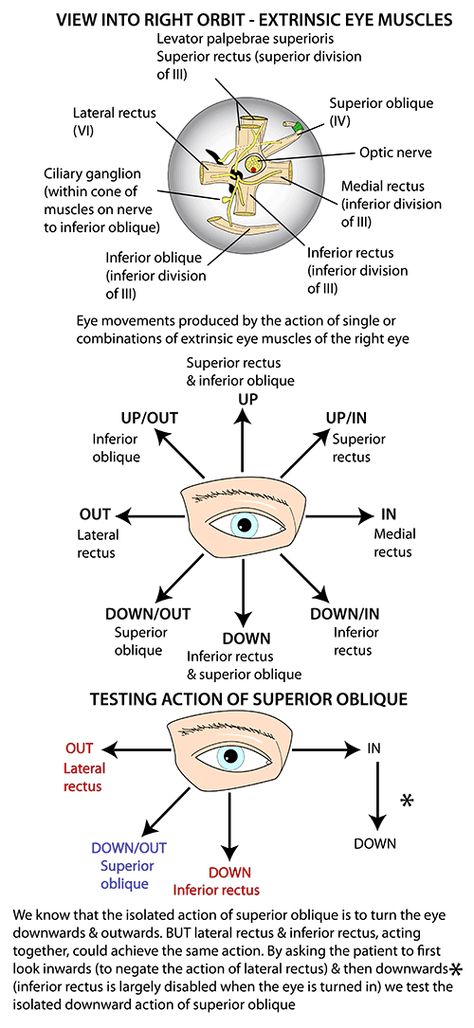 VIEW INTO RIGHT ORBIT - EXTRINSIC EYE MUSCLES
Levator palpebrae superioris
Superior rectus (superior division
of III)
Lateral rectus
(VI)
Superior oblique
(IV)
Optic nerve
Ciliary ganglion
(within cone of
muscles on nerve
to inferior oblique)
Medial rectus
(inferior division
of III)
Inferior oblique
(inferior division
of III)
Inferior rectus
(inferior division
of III)
Eye movements produced by the action of single or
combinations of extrinsic eye muscles of the right eye
Superior rectus
& inferior oblique
UP
UP/OUT
Inferior
oblique
UP/IN
Superior
rectus
OUT
Lateral
rectus
IN
Medial
rectus
DOWN/OUT
Superior
oblique
DOWN
Inferior rectus
& superior oblique
DOWN/IN
Inferior
rectus
TESTING ACTION OF SUPERIOR OBLIQUE
OUT
Lateral
rectus
IN
*
DOWN
DOWN/OUT
Superior
oblique
DOWN
Inferior rectus
We know that the isolated action of superior oblique is to turn the eye
downwards & outwards. BUT lateral rectus & inferior rectus, acting
together, could achieve the same action. By asking the patient to first
look inwards (to negate the action of lateral rectus) & then downwards*
(inferior rectus is largely disabled when the eye is turned in) we test the
isolated downward action of superior oblique